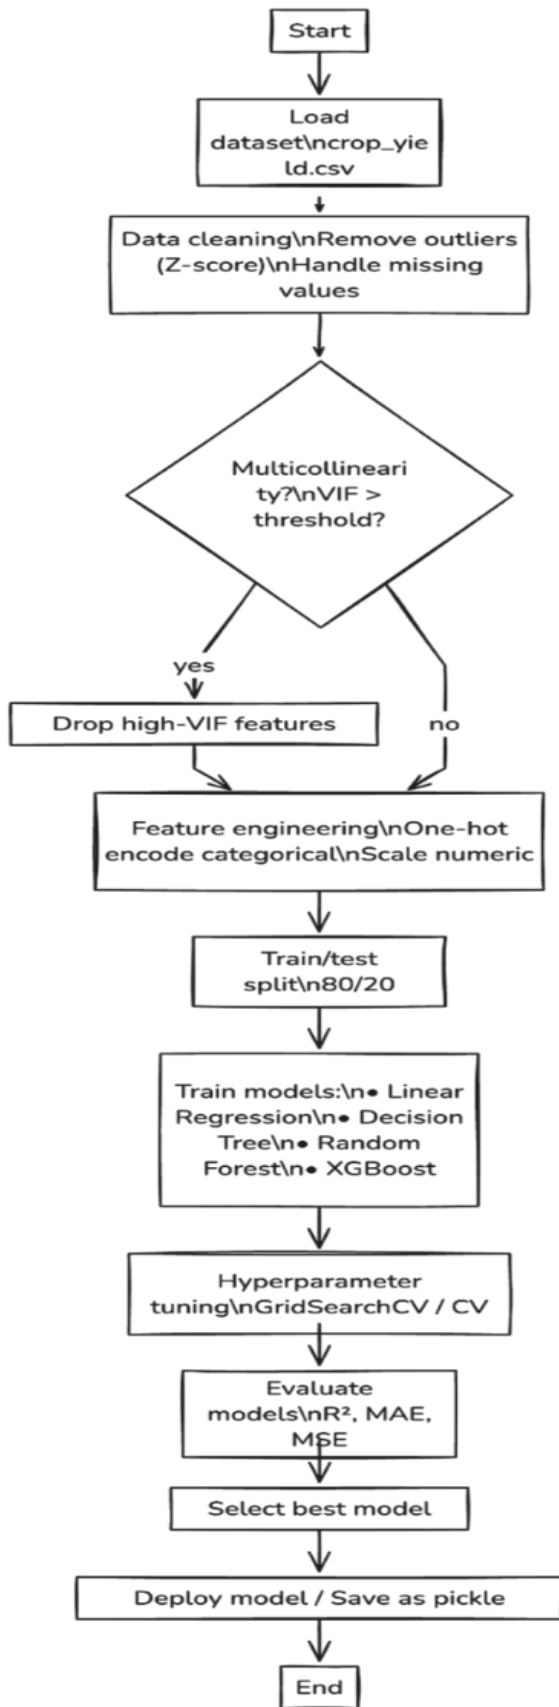 Start
Load
dataset\ncrop_yie
ld.csv
Data cleaning\nRemove outliers
(Z-score)\nHandle missing
values
Multicollineari
ty?\nVIF >
threshold?
yes
Drop high-VIF features
no
Feature engineering\nOne-hot
encode categorical\nScale numeric
Train/test
split\n80/20
Train models:\n• Linear
Regression\n• Decision
Tree\n• Random
Forest\n• XGBoost
Hyperparameter
tuning\nGridSearchCV / CV
Evaluate
models\nR², MAE,
MSE
Select best model
Deploy model / Save as pickle
End